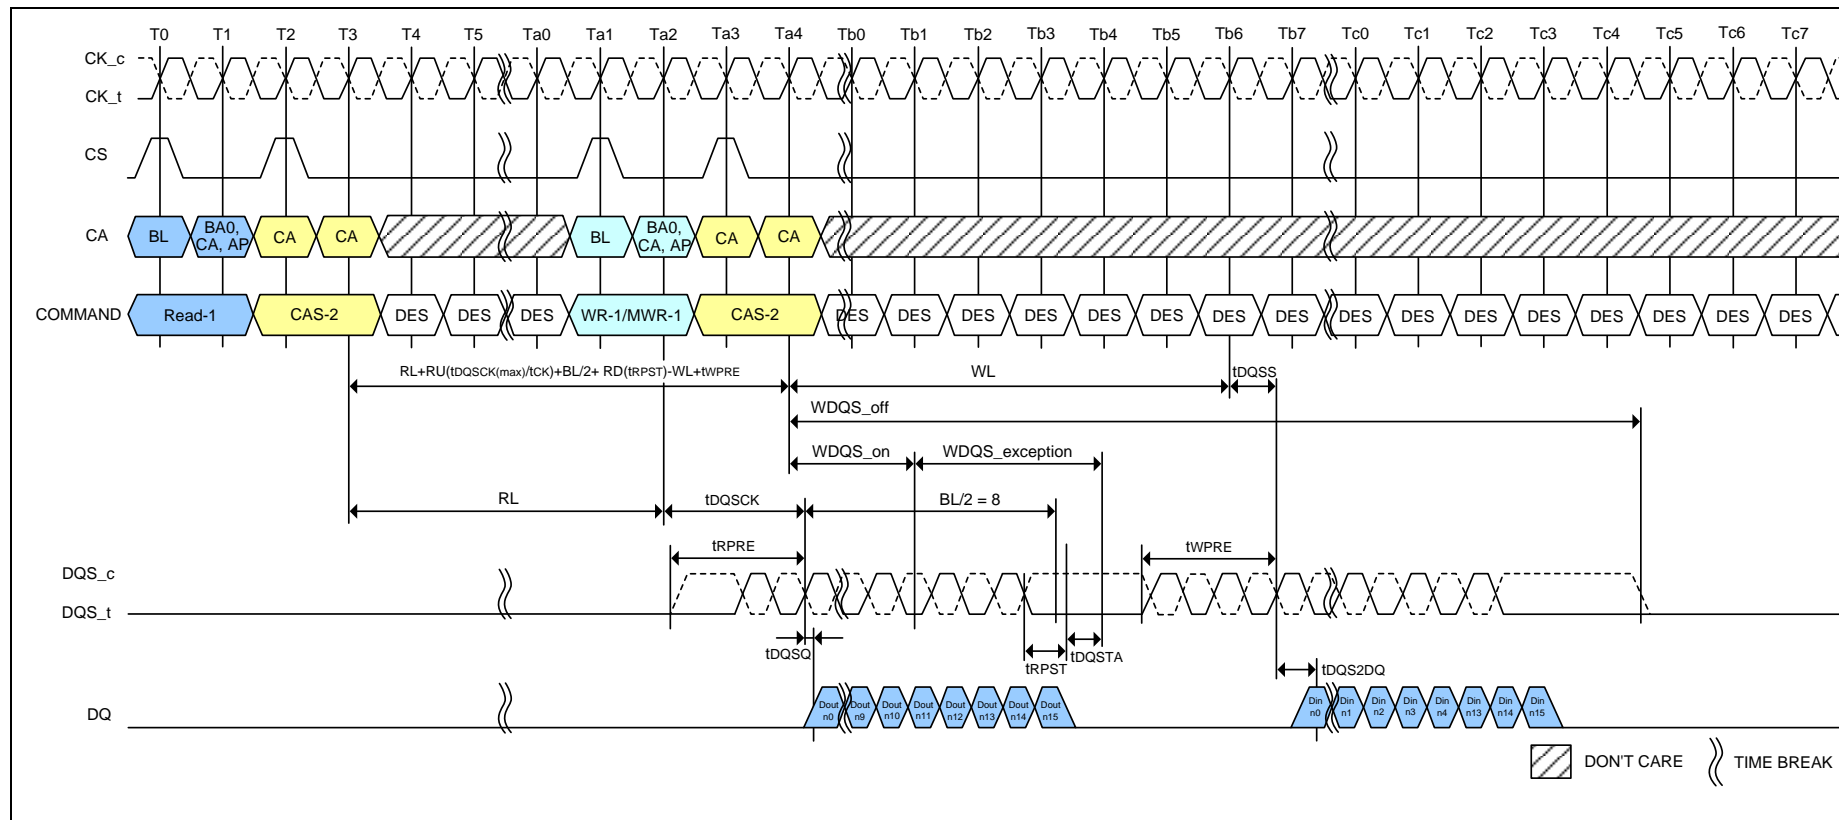 T0 T1 T2 T3 T4 T5 Ta0 Ta1 Ta2 Ta3 Ta4 Tb0 Tb1 Tb2 Tb3 Tb4 Tb5 Tb6 Tb7 Tc0 Tc1 Tc2 Tc3 Tc4 Tc5 Tc6 Tc7
CK_c
CK_t
CS
CA BL BA0, CA, AP CA CA BL BA0, CA, AP CA CA
COMMAND Read-1 CAS-2 DES DES DES WR-1/MWR-1 CAS-2 DES DES DES DES DES DES DES DES DES DES DES DES DES DES DES DES
RL+RU(tDQSCK(max)/tCK)+BL/2+ RD(tRPST)-WL+tWPRE WL tDQSS
WDQS_off
WDQS_on WDQS_exception
RL tDQSCK BL/2 = 8
tRPRE tWPRE
DQS_c
DQS_t
tDQSQ tRPST tDQSTA tDQS2DQ
DQ Dout n0 Dout n9 Dout n10 Dout n11 Dout n12 Dout n13 Dout n14 Dout n15 Din n0 Din n1 Din n2 Din n3 Din n4 Din n13 Din n14 Din n15
DON'T CARE TIME BREAK